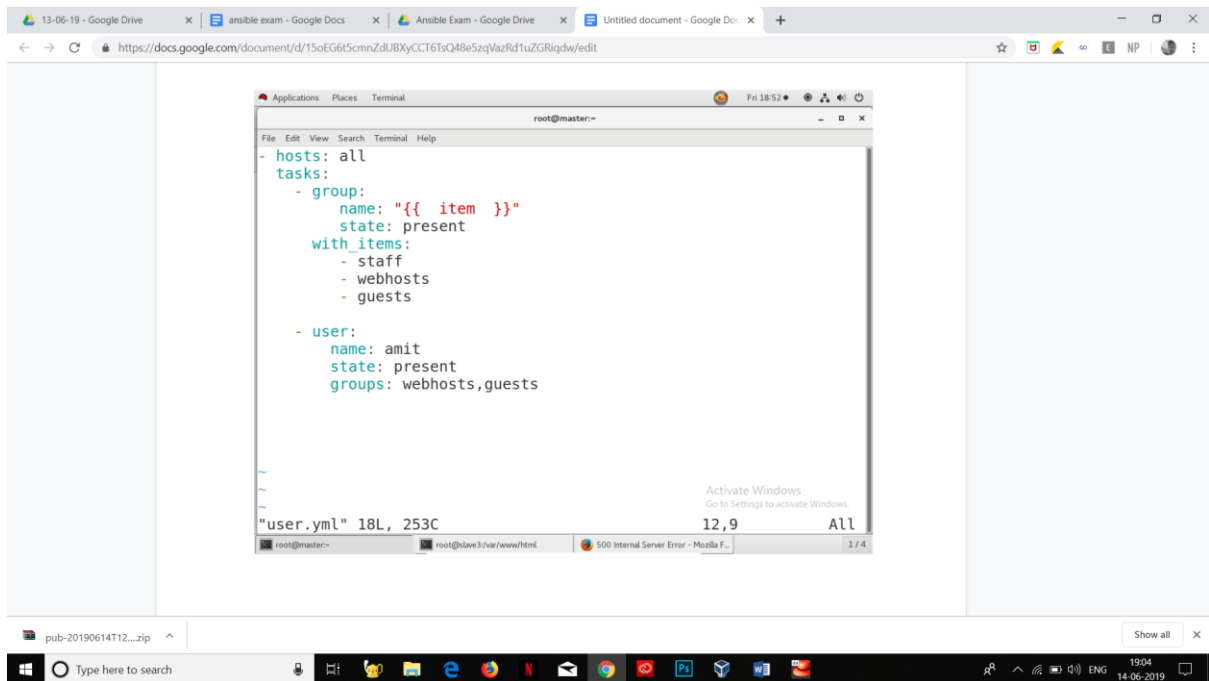 13-06-19 - Google Drive
ansible exam - Google Docs
Ansible Exam - Google Drive
Untitled document - Google Doc
https://docs.google.com/document/d/15oEG6t5cmnZdUBXyCCT6TsQ48e5zqVazRd1uZGRiqdw/edit
NP
Applications Places Terminal
Fri 18:52
root@master:~
File Edit View Search Terminal Help
- hosts: all
  tasks:
    - group:
         name: "{{  item  }}"
         state: present
      with_items:
         - staff
         - webhosts
         - guests
    - user:
        name: amit
        state: present
        groups: webhosts,guests
~
~
~
Activate Windows
Go to Settings to activate Windows.
"user.yml" 18L, 253C 12,9 All
root@master:~
root@slave3:/var/www/html
500 Internal Server Error - Mozilla F...
1 / 4
pub-20190614T12....zip
Show all
Type here to search
ENG
19:04
14-06-2019